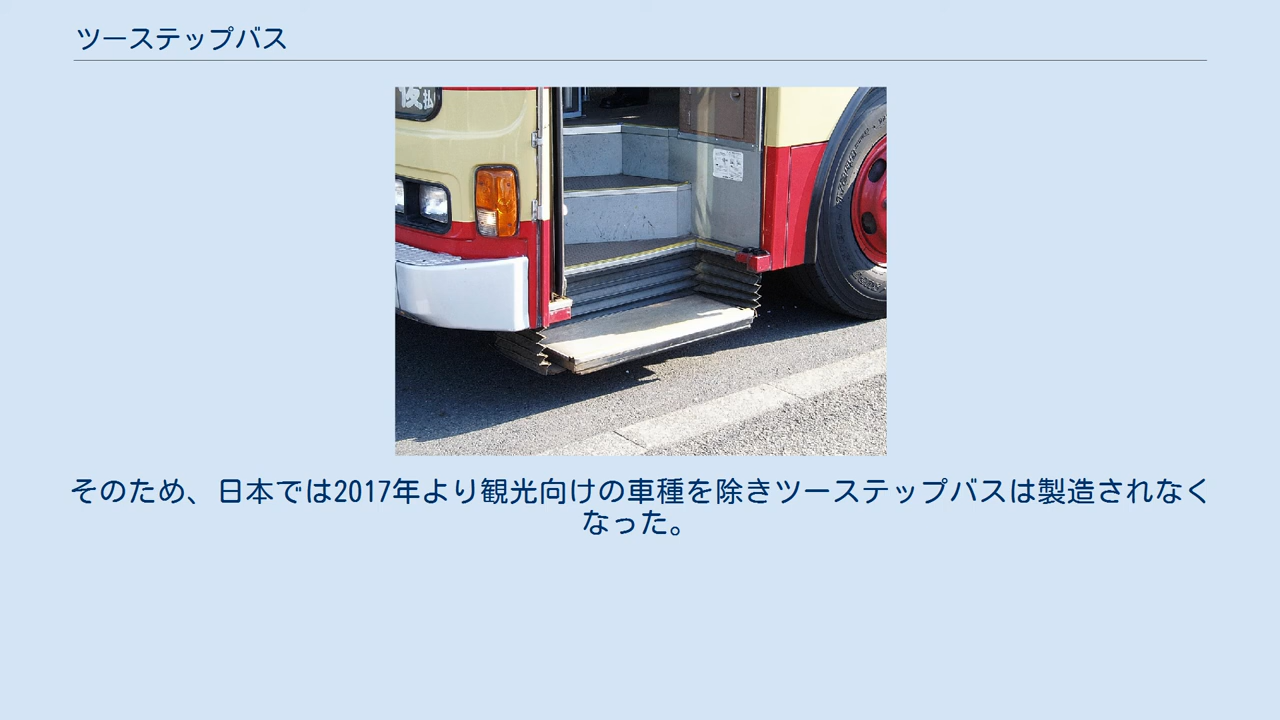 ツーステップバス
後払
そのため、日本では2017年より観光向けの車種を除きツーステップバスは製造されなく
なった。